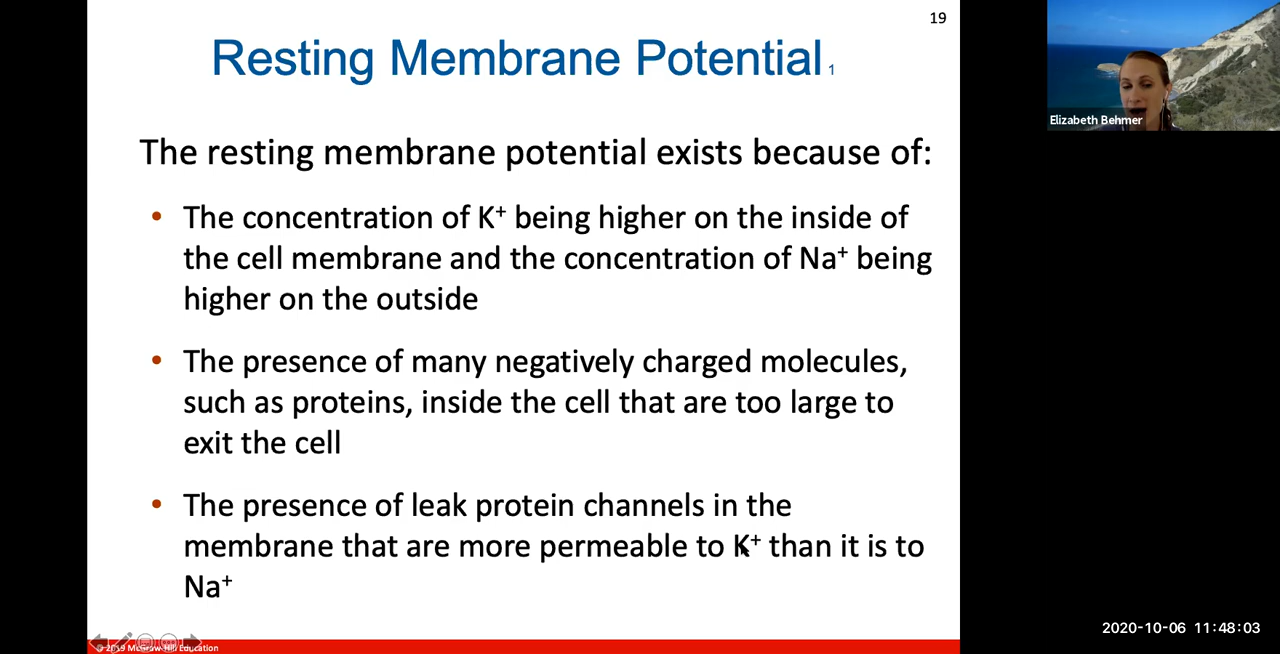 19
Resting Membrane Potential 1
Elizabeth Behmer
The resting membrane potential exists because of:
• The concentration of K⁺ being higher on the inside of
the cell membrane and the concentration of Na⁺ being
higher on the outside
• The presence of many negatively charged molecules,
such as proteins, inside the cell that are too large to
exit the cell
• The presence of leak protein channels in the
membrane that are more permeable to K⁺ than it is to
Na⁺
© 2019 McGraw-Hill Education
2020-10-06 11:48:03